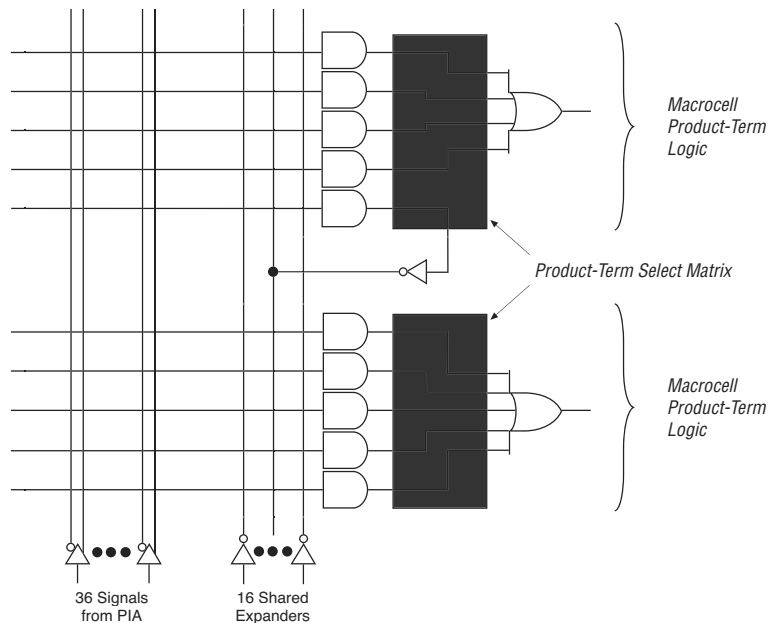 Macrocell
Product-Term
Logic
Product-Term Select Matrix
Macrocell
Product-Term
Logic
36 Signals
from PIA
16 Shared
Expanders